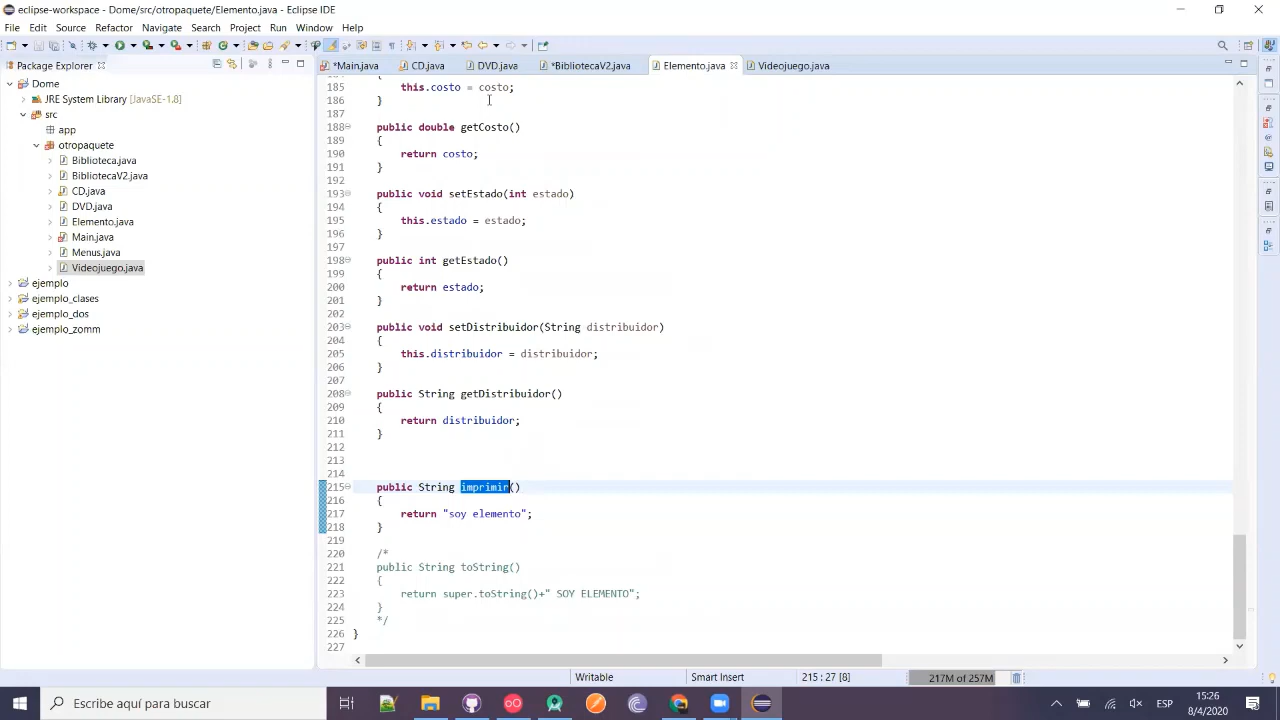 eclipse-workspace - Dome/src/otropaquete/Elemento.java - Eclipse IDE
File Edit Source Refactor Navigate Search Project Run Window Help
Package Explorer
*Main.java CD.java DVD.java *BibliotecaV2.java Elemento.java Videojuego.java
Dome
JRE System Library [JavaSE-1.8]
src
app
otropaquete
Biblioteca.java
BibliotecaV2.java
CD.java
DVD.java
Elemento.java
Main.java
Menus.java
Videojuego.java
ejemplo
ejemplo_clases
ejemplo_dos
ejemplo_zomm
185 this.costo = costo;
186 }
187
188 public double getCosto()
189 {
190 return costo;
191 }
192
193 public void setEstado(int estado)
194 {
195 this.estado = estado;
196 }
197
198 public int getEstado()
199 {
200 return estado;
201 }
202
203 public void setDistribuidor(String distribuidor)
204 {
205 this.distribuidor = distribuidor;
206 }
207
208 public String getDistribuidor()
209 {
210 return distribuidor;
211 }
212
213
214
215 public String imprimir()
216 {
217 return "soy elemento";
218 }
219
220 /*
221 public String toString()
222 {
223 return super.toString()+" SOY ELEMENTO";
224 }
225 */
226 }
227
Writable Smart Insert 215 : 27 [8] 217M of 257M
Escribe aquí para buscar
ESP
15:26
8/4/2020